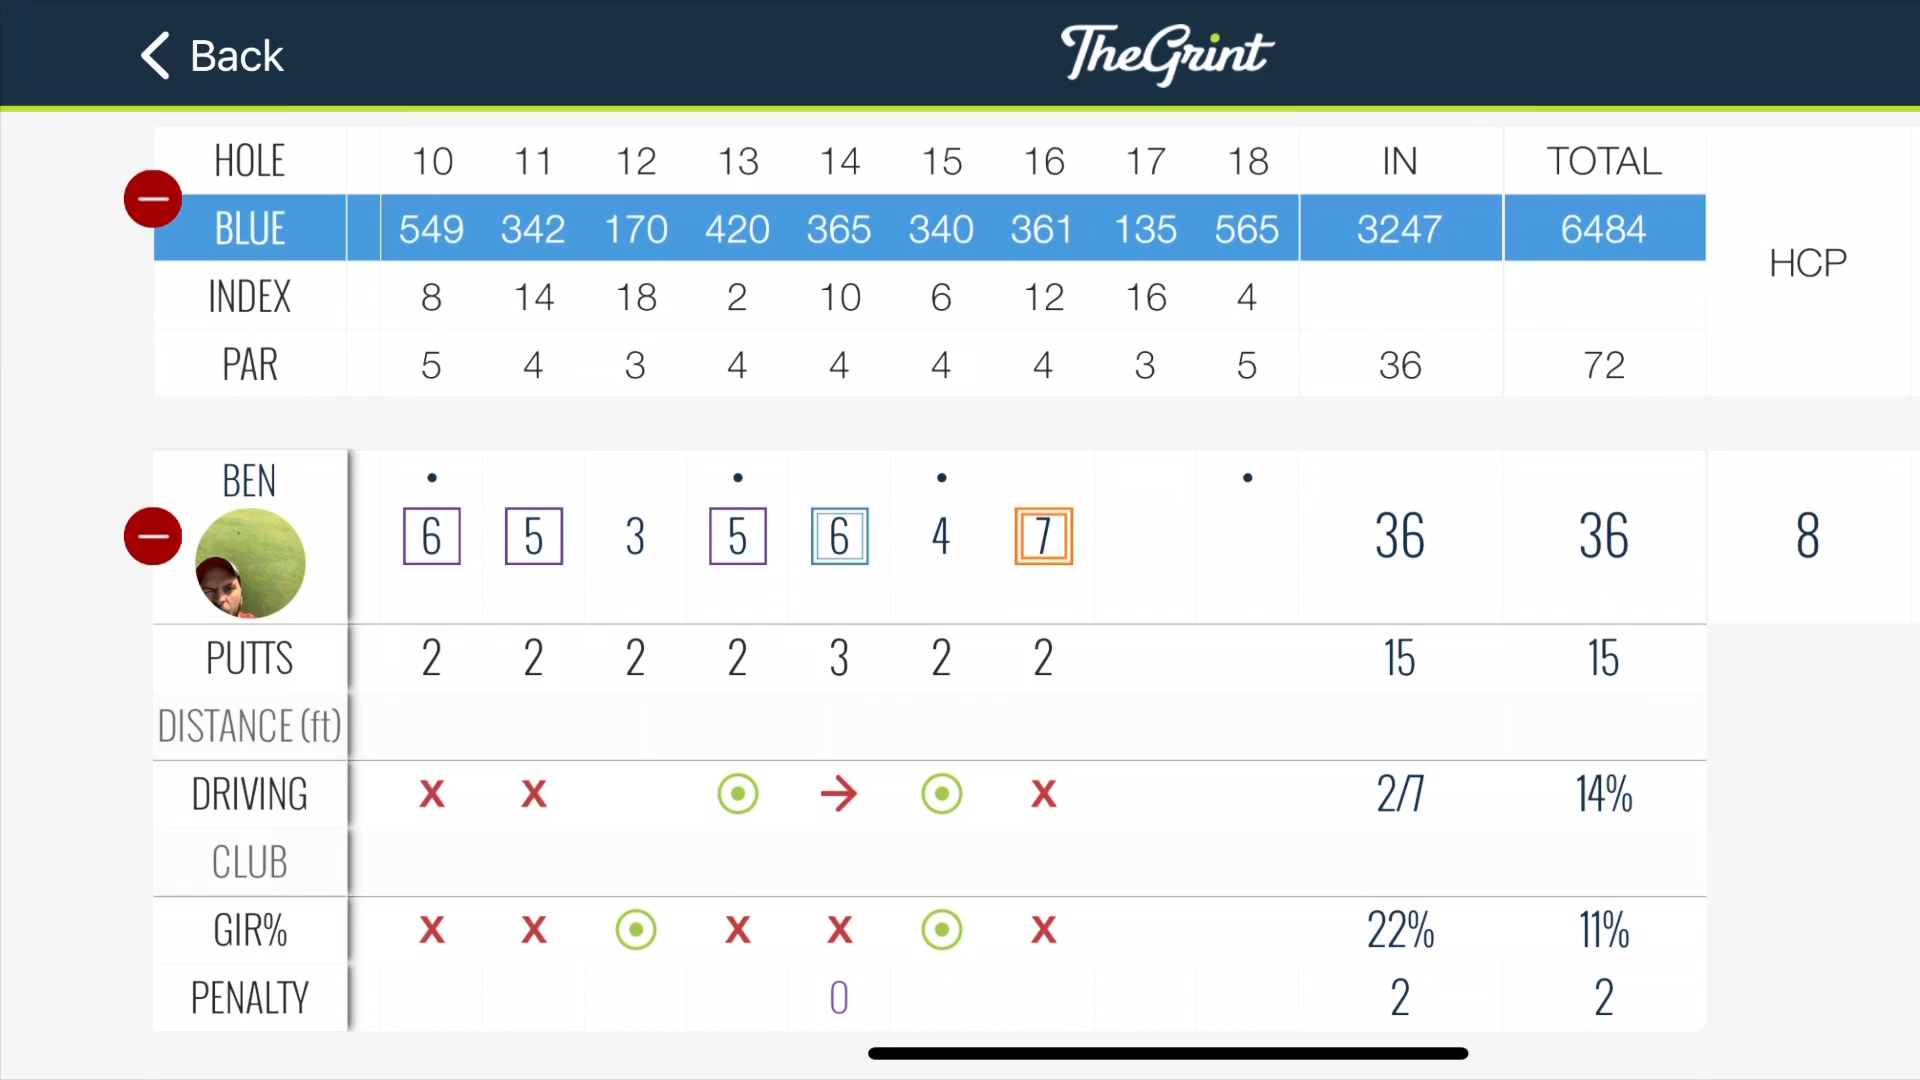 Back
TheGrint
HOLE 10 11 12 13 14 15 16 17 18 IN TOTAL
BLUE 549 342 170 420 365 340 361 135 565 3247 6484
HCP
INDEX 8 14 18 2 10 6 12 16 4
PAR 5 4 3 4 4 4 4 3 5 36 72
BEN
6 5 3 5 6 4 7 36 36 8
PUTTS 2 2 2 2 3 2 2 15 15
DISTANCE (ft)
DRIVING X X X 2/7 14%
CLUB
GIR% X X X X X 22% 11%
PENALTY 0 2 2